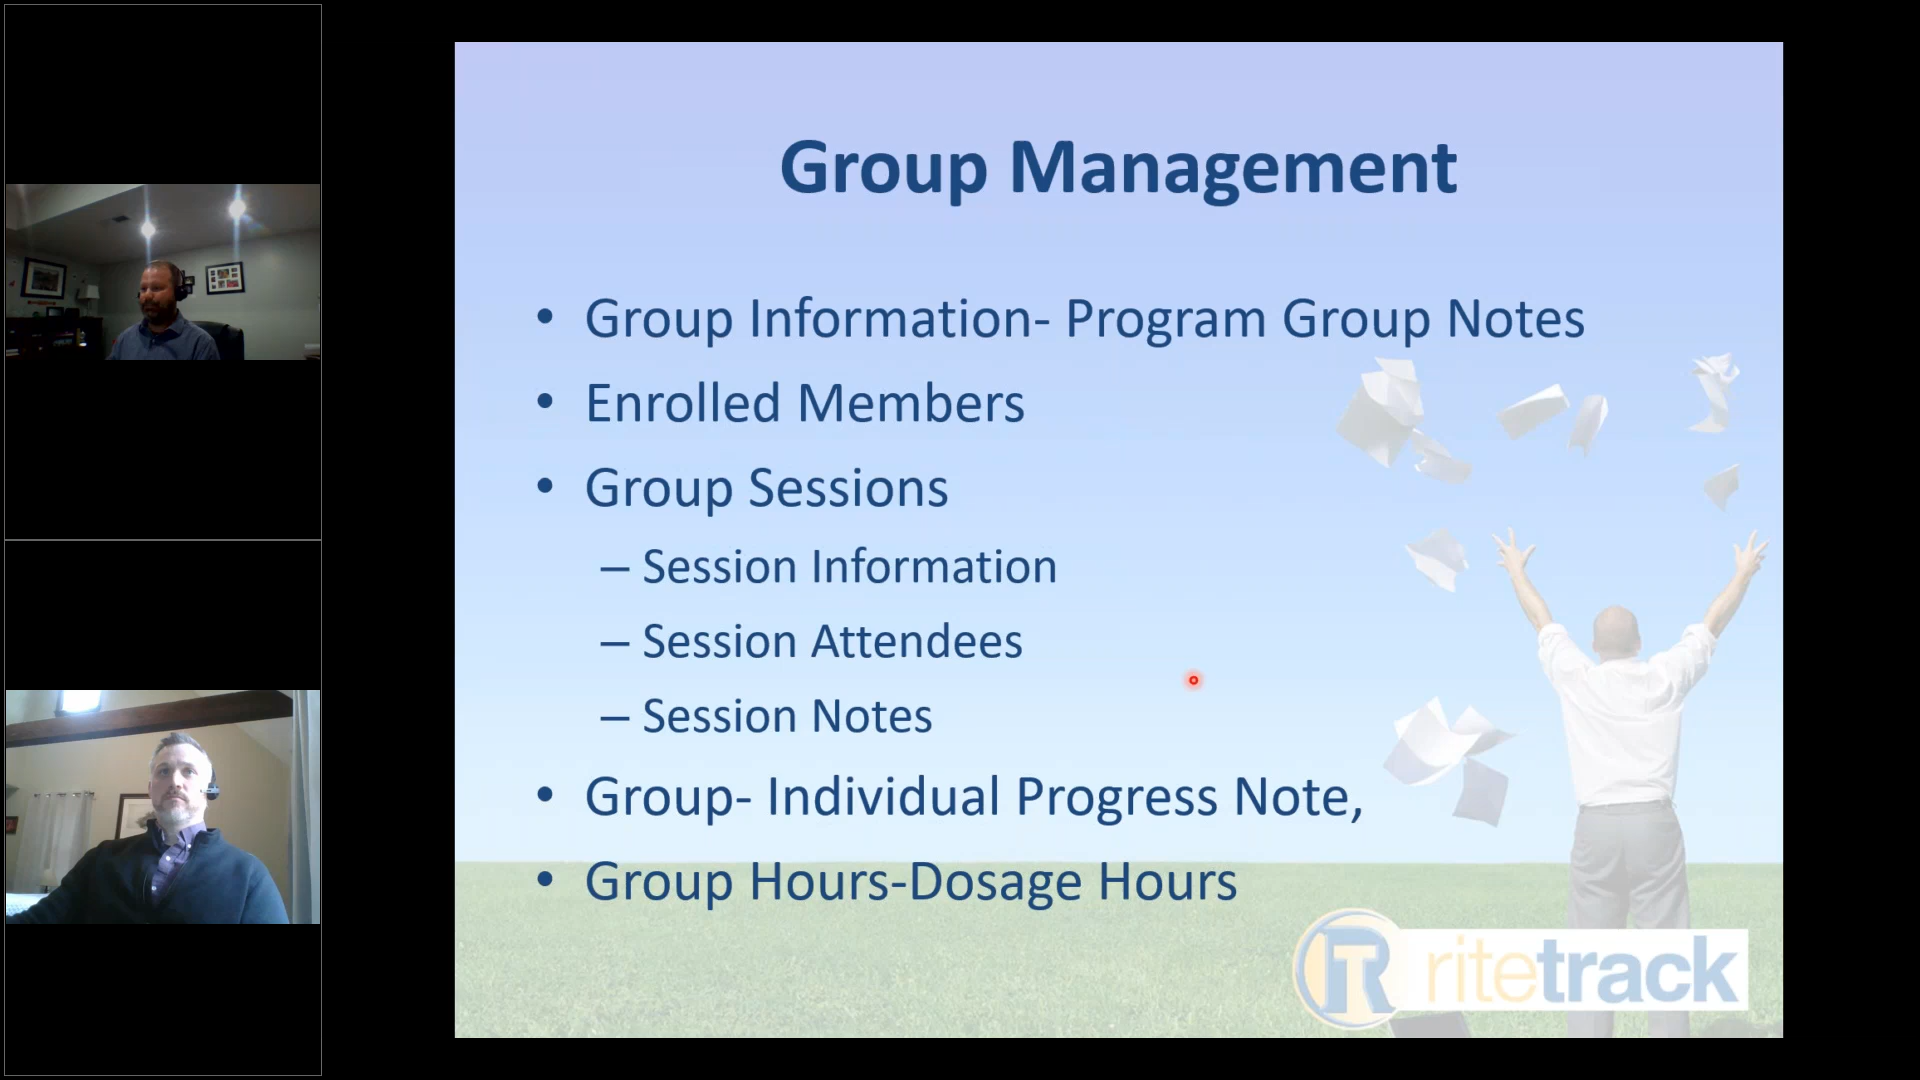 Group Management
• Group Information- Program Group Notes
• Enrolled Members
• Group Sessions
– Session Information
– Session Attendees
– Session Notes
• Group- Individual Progress Note,
• Group Hours-Dosage Hours
ritetrack